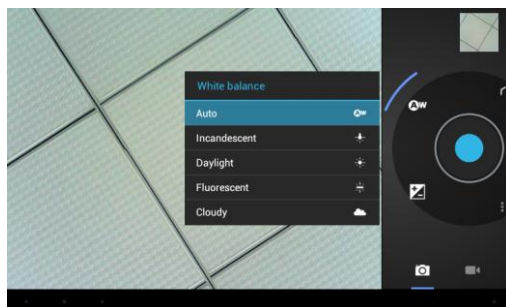 White balance
Auto
Incandescent
Daylight
Fluorescent
Cloudy